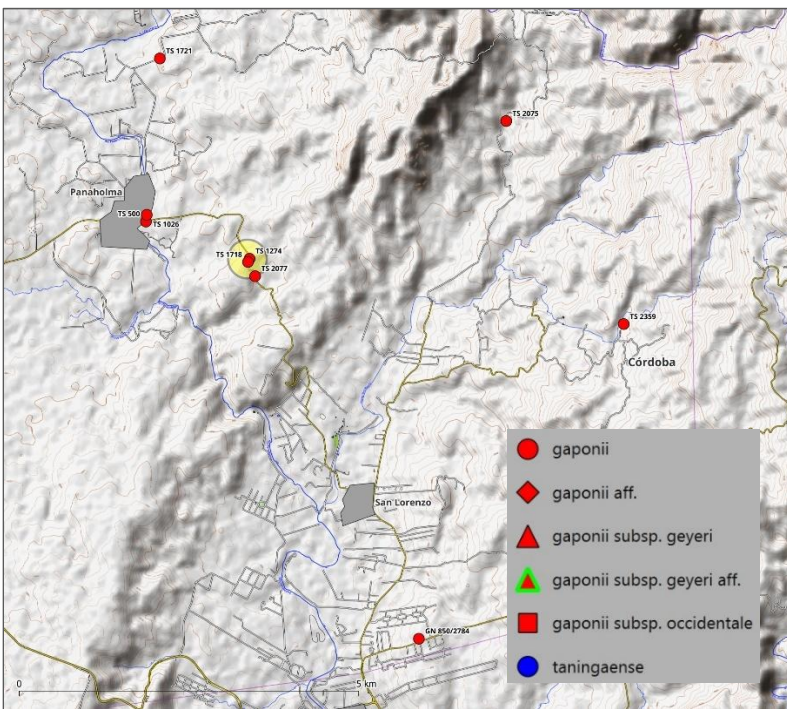 TS 1721
TS 2075
Panaholma
TS 500
TS 1026
TS 1718
TS 1274
TS 2077
TS 2359
Córdoba
gaponii
gaponii aff.
San Lorenzo
gaponii subsp. geyeri
gaponii subsp. geyeri aff.
gaponii subsp. occidentale
GN 850/2784
taningaense
0
5 km